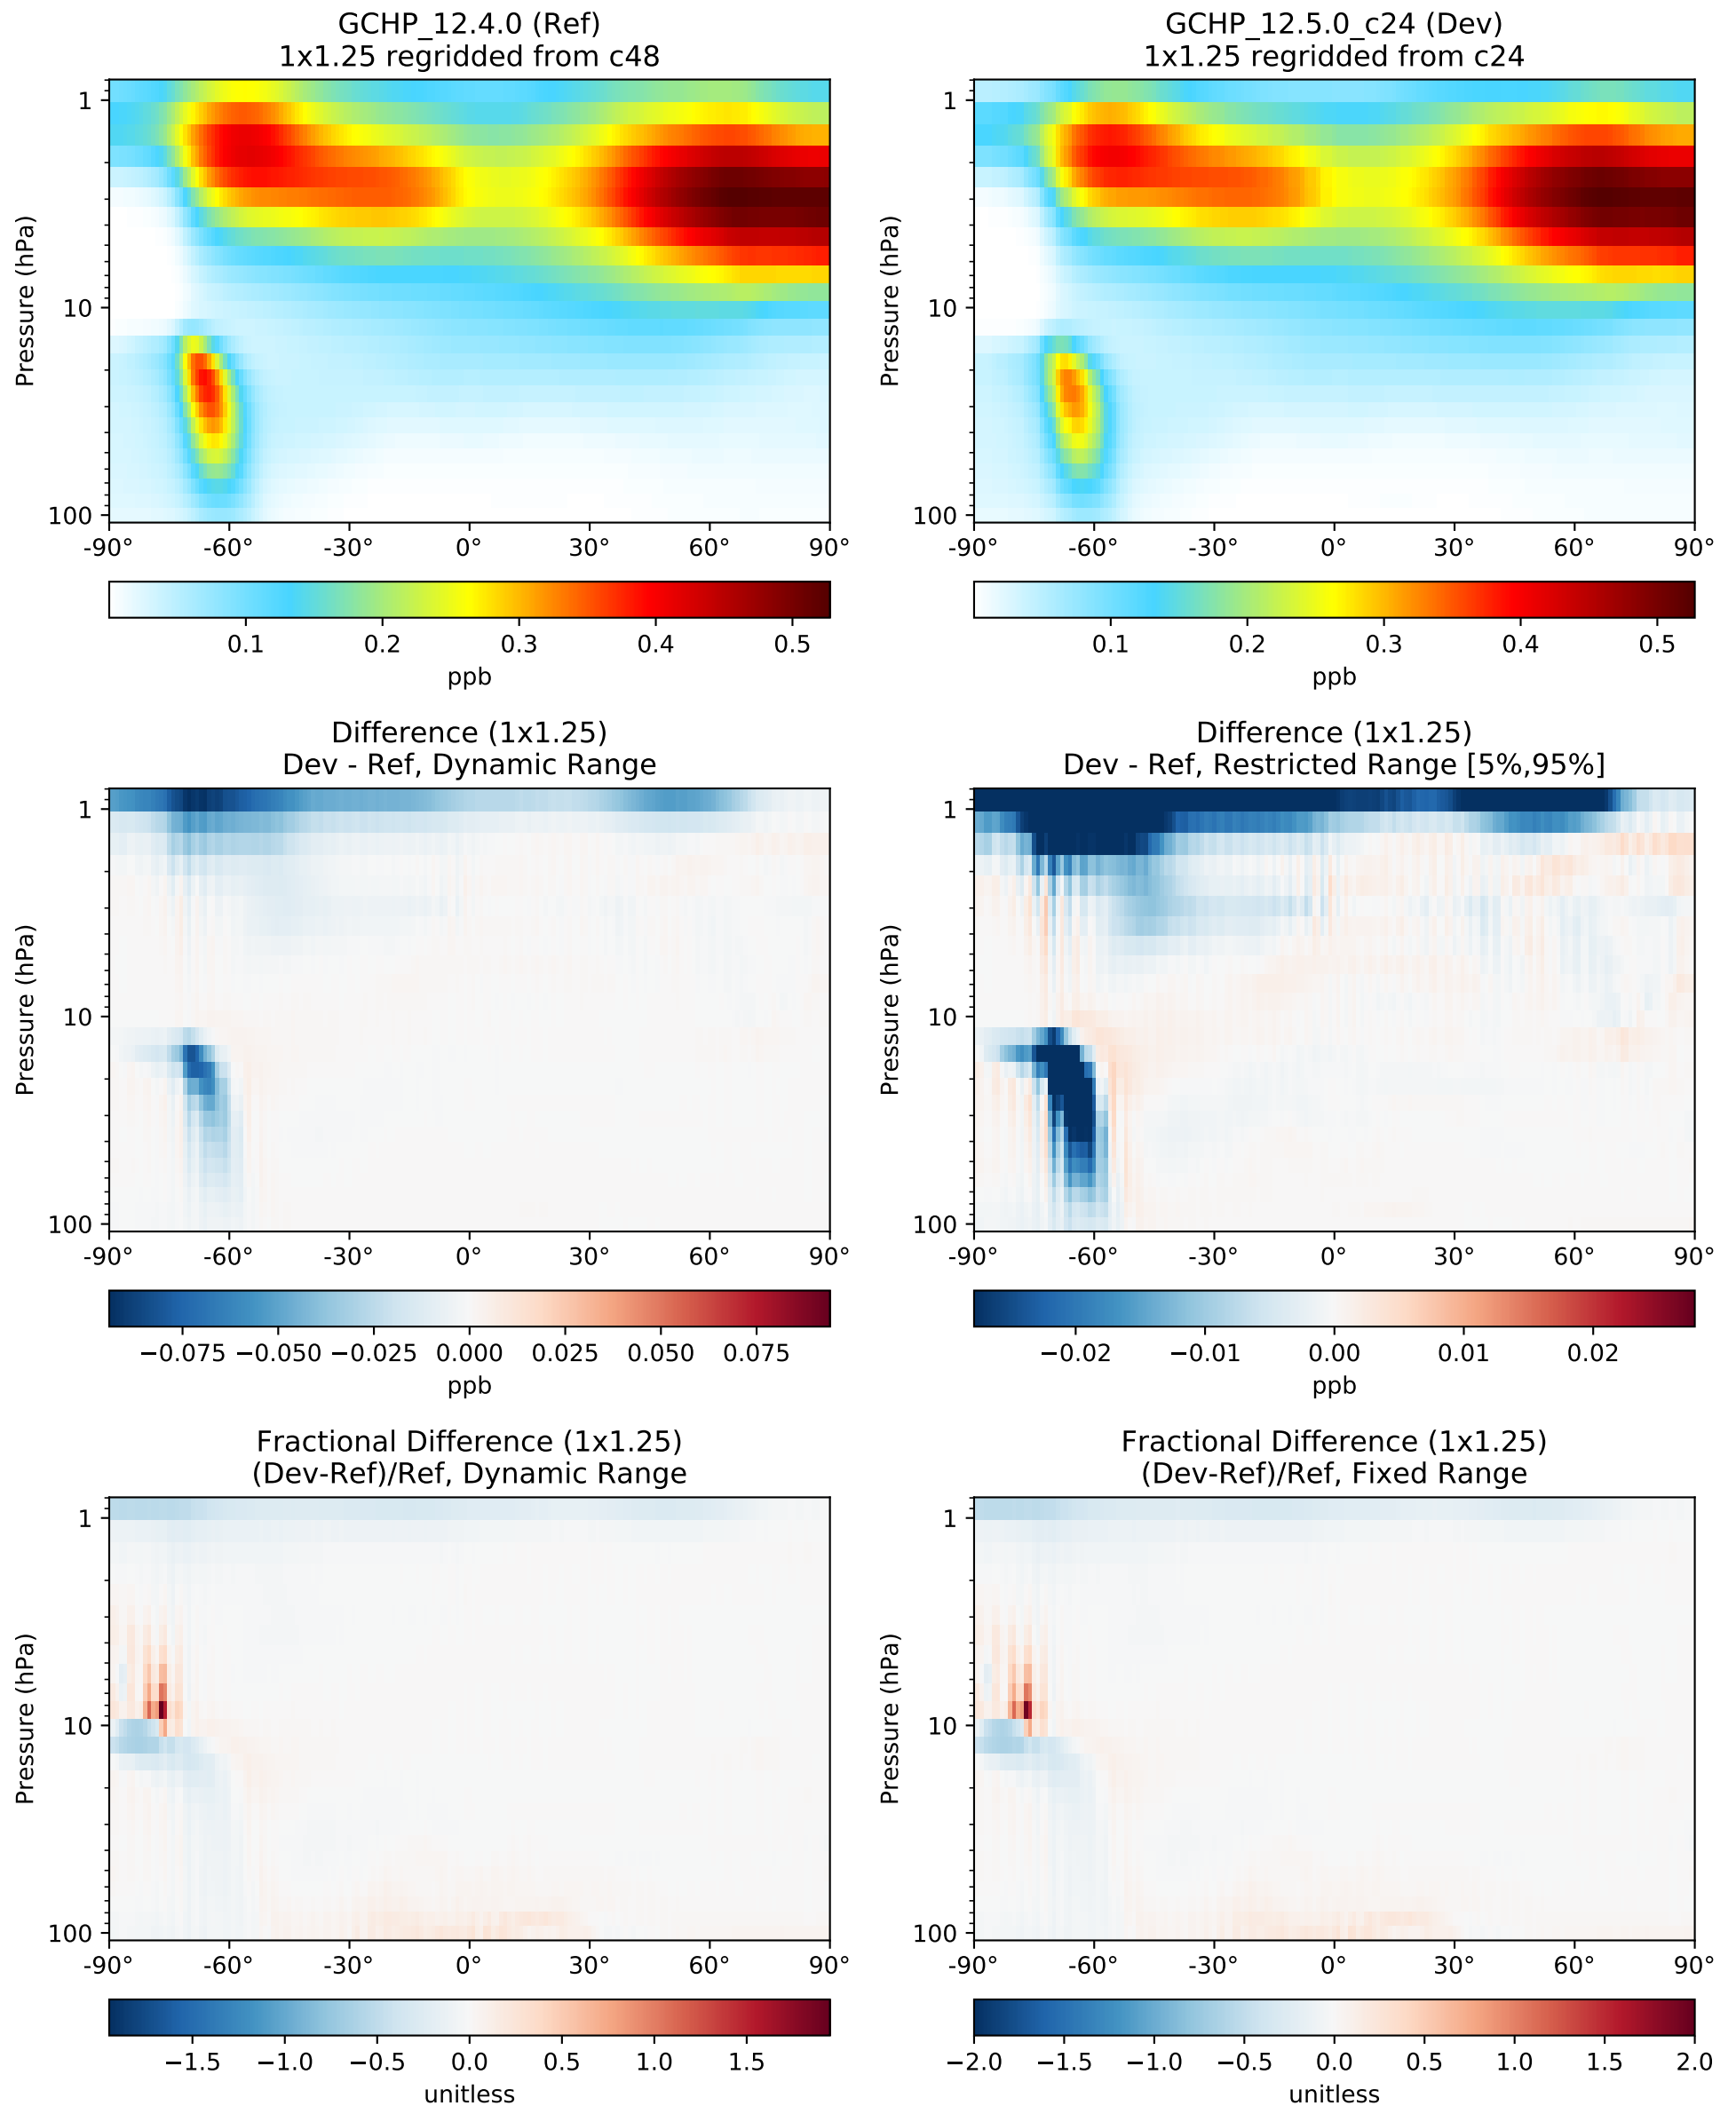 GCHP_12.4.0 (Ref)
1x1.25 regridded from c48
GCHP_12.5.0_c24 (Dev)
1x1.25 regridded from c24
Pressure (hPa)
1
10
100
-90° -60° -30° 0° 30° 60° 90°
0.1 0.2 0.3 0.4 0.5
ppb
Pressure (hPa)
1
10
100
-90° -60° -30° 0° 30° 60° 90°
0.1 0.2 0.3 0.4 0.5
ppb
Difference (1x1.25)
Dev - Ref, Dynamic Range
Difference (1x1.25)
Dev - Ref, Restricted Range [5%,95%]
Pressure (hPa)
1
10
100
-90° -60° -30° 0° 30° 60° 90°
−0.075 −0.050 −0.025 0.000 0.025 0.050 0.075
ppb
Pressure (hPa)
1
10
100
-90° -60° -30° 0° 30° 60° 90°
−0.02 −0.01 0.00 0.01 0.02
ppb
Fractional Difference (1x1.25)
(Dev-Ref)/Ref, Dynamic Range
Fractional Difference (1x1.25)
(Dev-Ref)/Ref, Fixed Range
Pressure (hPa)
1
10
100
-90° -60° -30° 0° 30° 60° 90°
−1.5 −1.0 −0.5 0.0 0.5 1.0 1.5
unitless
Pressure (hPa)
1
10
100
-90° -60° -30° 0° 30° 60° 90°
−2.0 −1.5 −1.0 −0.5 0.0 0.5 1.0 1.5 2.0
unitless